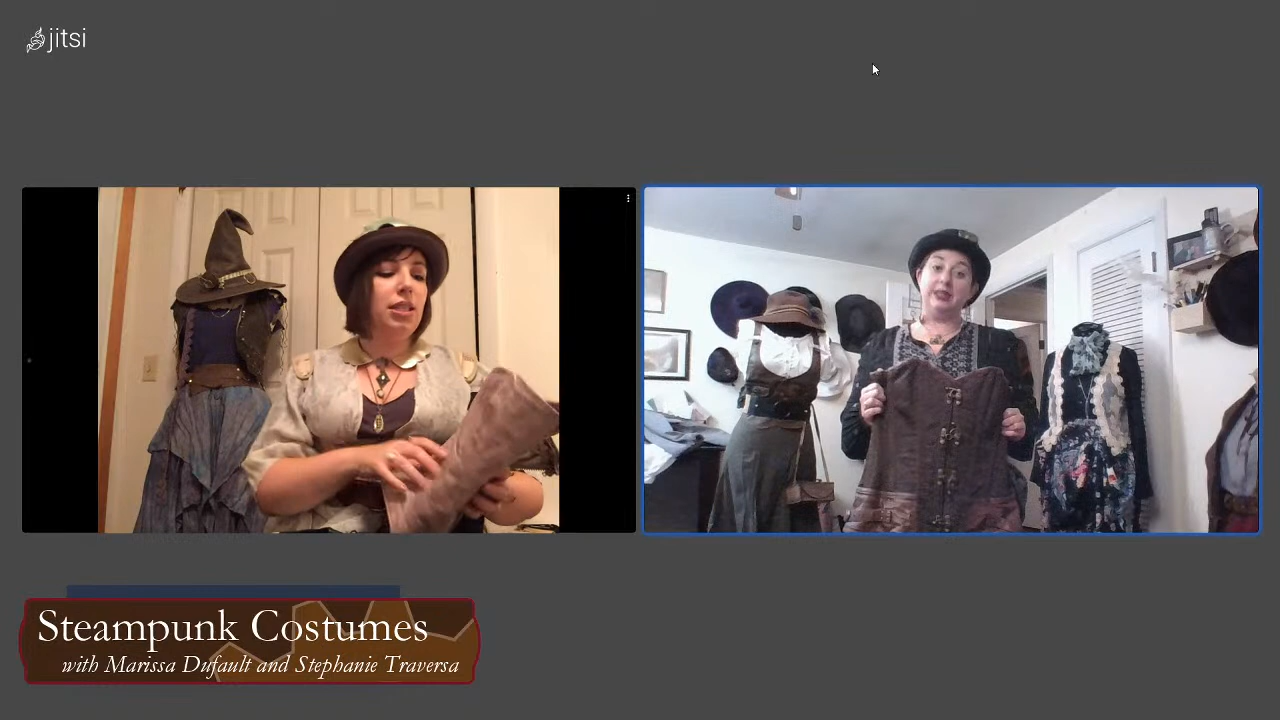 jitsi
Steampunk Costumes
with Marissa Dufault and Stephanie Traversa